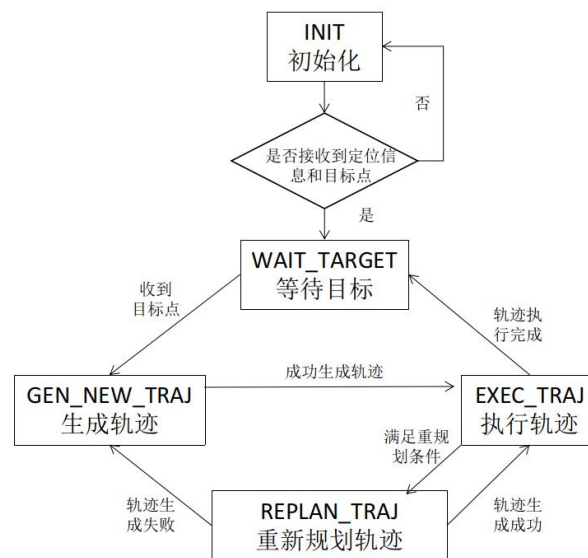 INIT
初始化
否
是否接收到定位信
息和目标点
是
WAIT_TARGET
等待目标
收到
目标点
轨迹执
行完成
成功生成轨迹
GEN_NEW_TRAJ
生成轨迹
EXEC_TRAJ
执行轨迹
满足重规
划条件
轨迹生
成失败
REPLAN_TRAJ
重新规划轨迹
轨迹生
成成功